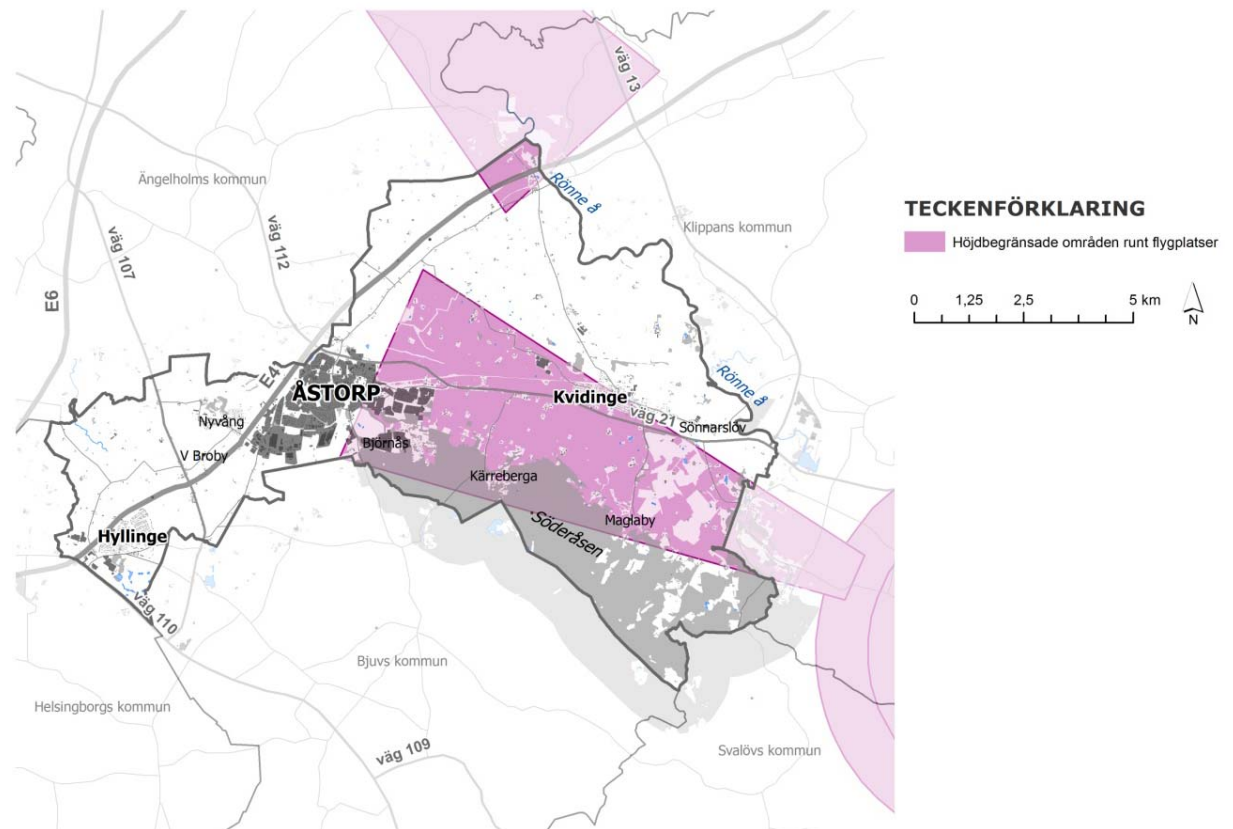 väg 13
Ängelholms kommun
Rönne å
Klippans kommun
väg 107
väg 112
E6
E4
ÅSTORP
Nyvång
V Broby
Björnås
Kvidinge
väg 21
Sönnarslöv
Rönne å
Kärreberga
Maglaby
Söderåsen
Hyllinge
väg 110
Bjuvs kommun
Helsingborgs kommun
väg 109
Svalövs kommun
TECKENFÖRKLARING
Höjdbegränsade områden runt flygplatser
0 1,25 2,5 5 km
N